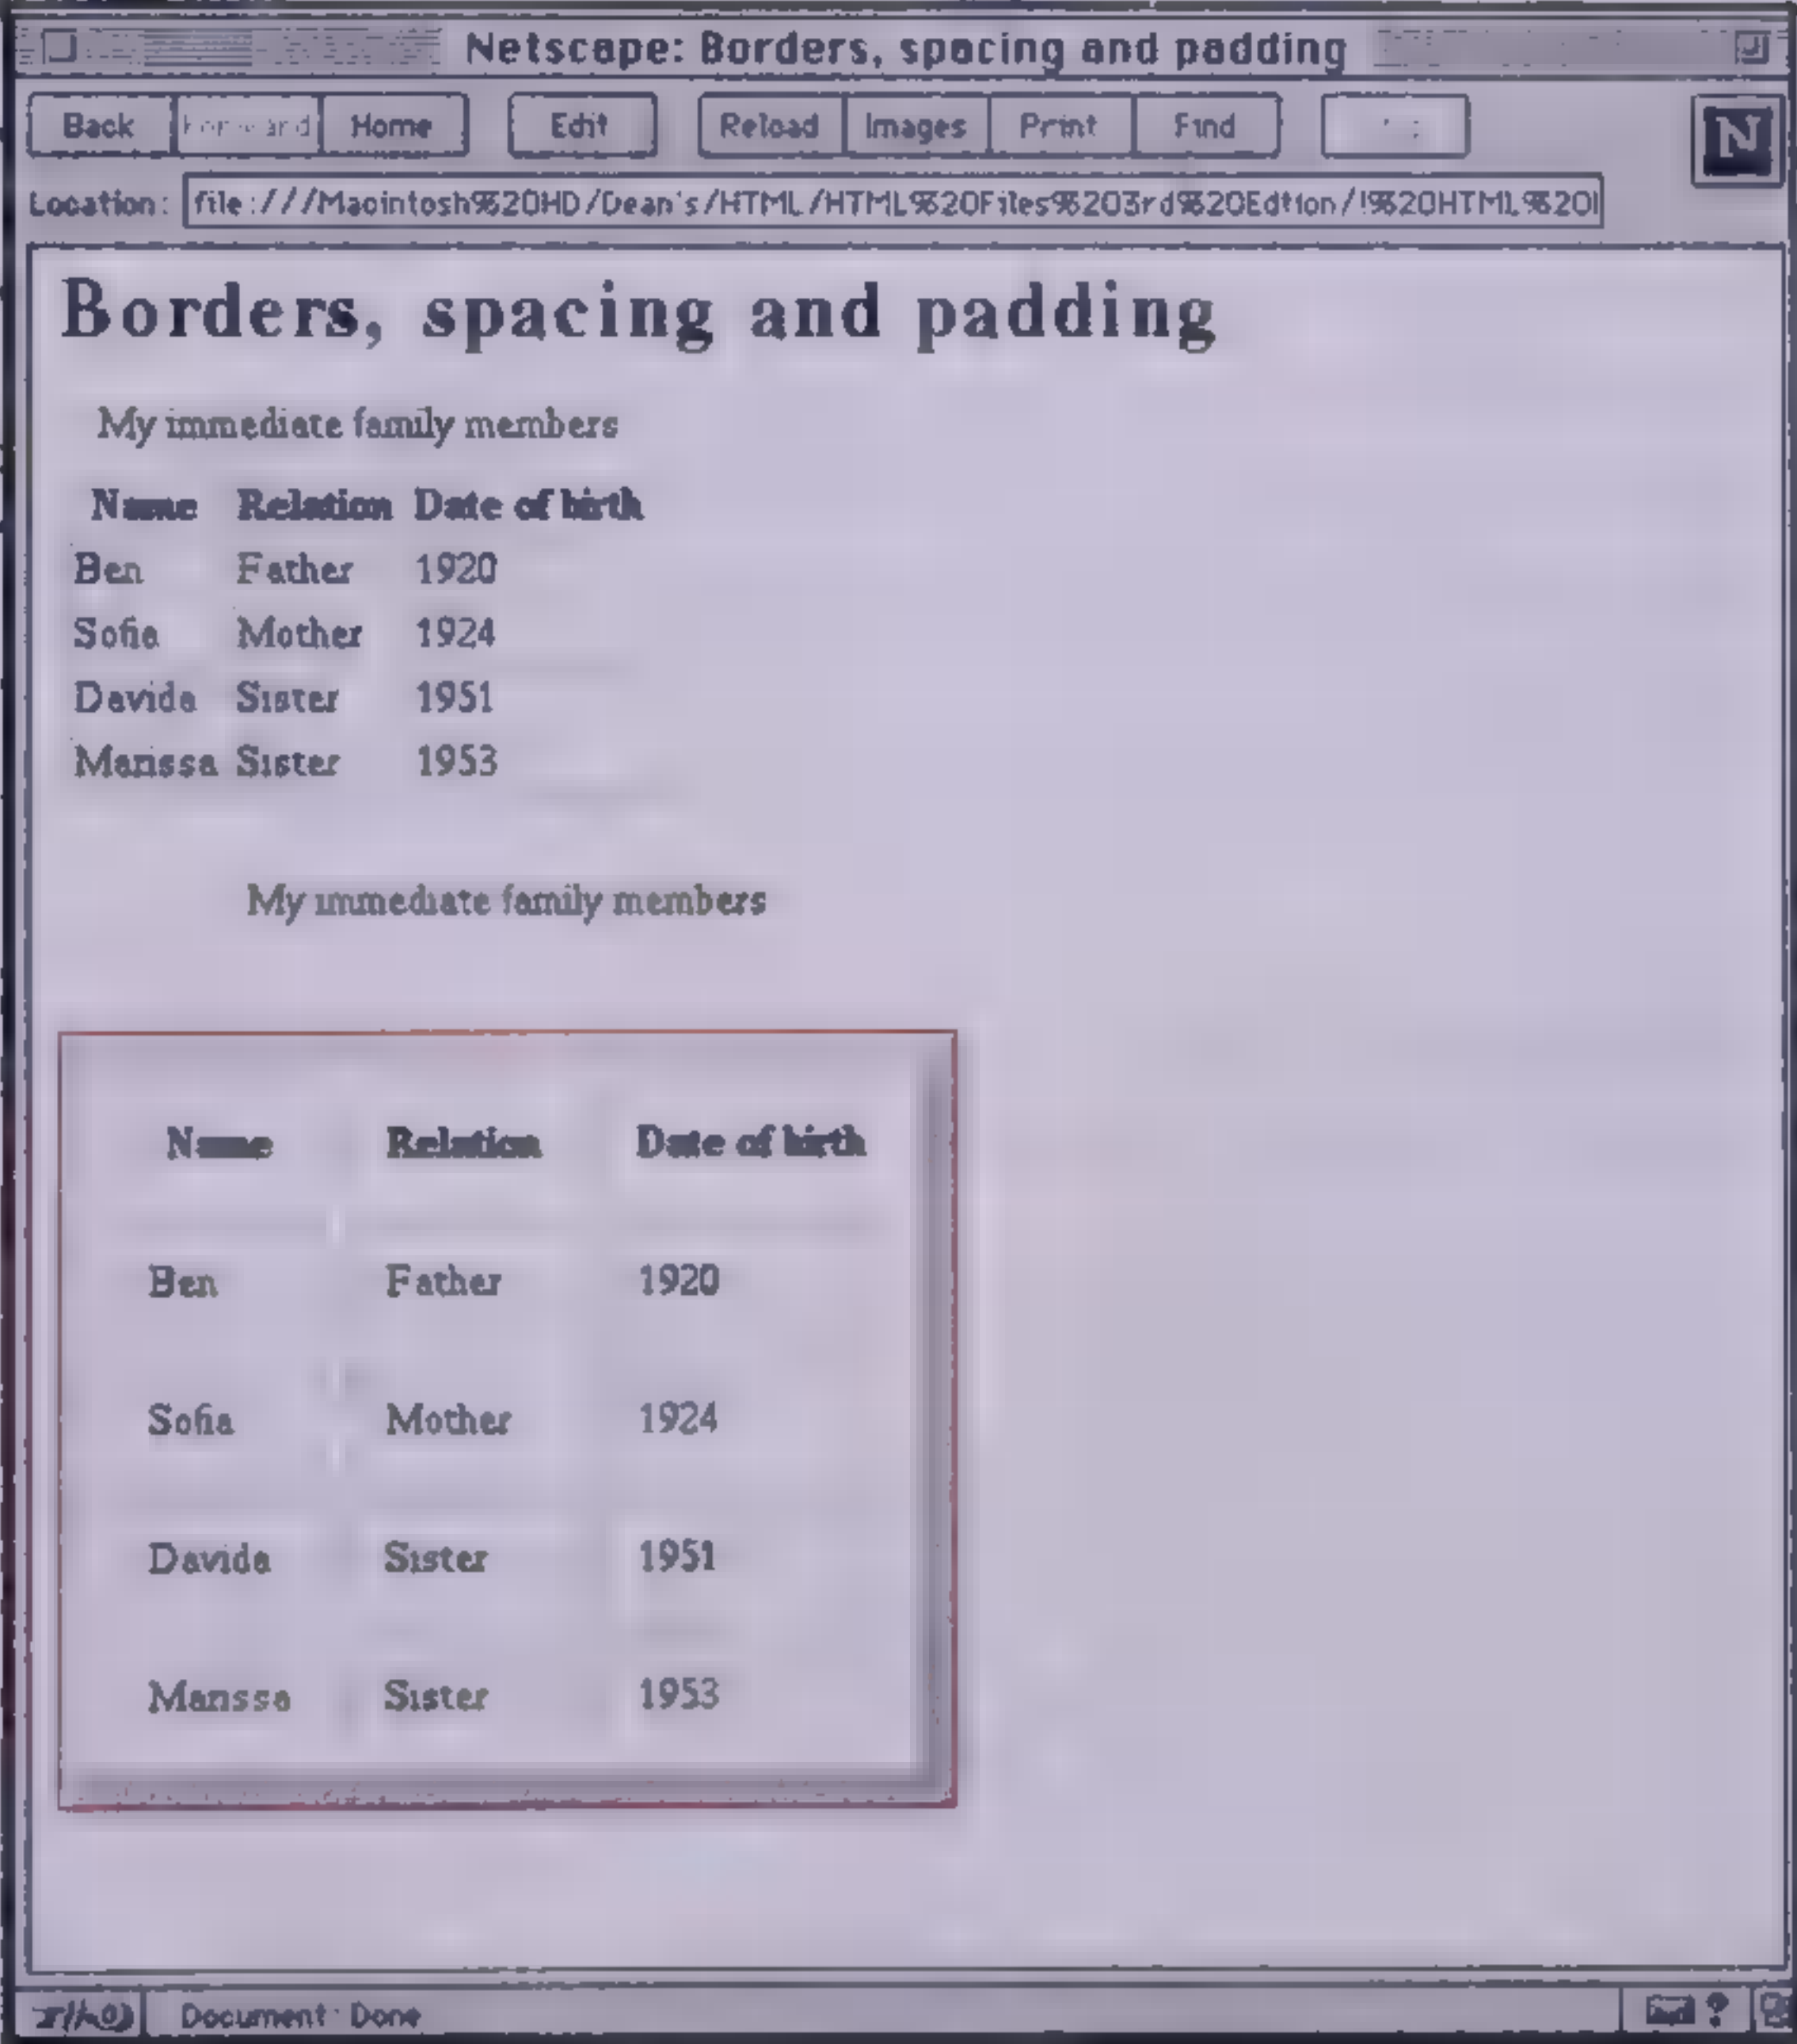 Netscape: Borders, spacing and padding
Back Forward Home Edit Reload Images Print Find
N
Location: file:///Macintosh%20HD/Dean's/HTML/HTML%20Files%203rd%20Edtion/!%20HTML%20I
Borders, spacing and padding
My immediate family members
Name Relation Date of birth
Ben Father 1920
Sofia Mother 1924
Davida Sister 1951
Marissa Sister 1953
My immediate family members
Name Relation Date of birth
Ben Father 1920
Sofia Mother 1924
Davida Sister 1951
Marissa Sister 1953
Document: Done
?